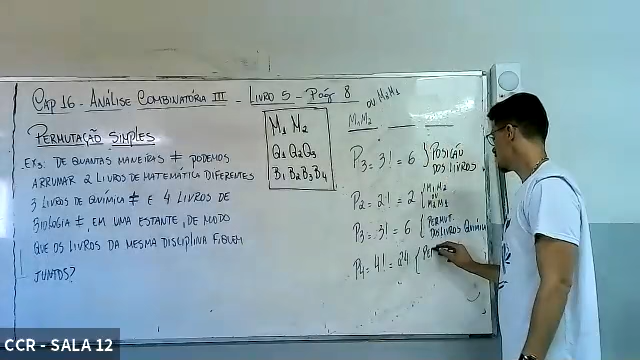 CAP 16 - ANÁLISE COMBINATÓRIA III - LIVRO 5 - PÁG 8
PERMUTAÇÃO SIMPLES
EX3: DE QUANTAS MANEIRAS ≠ PODEMOS
ARRUMAR 2 LIVROS DE MATEMÁTICA DIFERENTES
3 LIVROS DE QUÍMICA ≠ E 4 LIVROS DE
BIOLOGIA ≠, EM UMA ESTANTE, DE MODO
QUE OS LIVROS DA MESMA DISCIPLINA FIQUEM
JUNTOS?
M1 M2
Q1 Q2 Q3
B1 B2 B3 B4
OU M2M1
M1M2
P3 = 3! = 6 } POSIÇÃO
DOS LIVROS
P2 = 2! = 2 { M1M2
OU
M2M1
P3 = 3! = 6 { PERMUT.
DOS LIVROS QUÍMICA
P4 = 4! = 24 { PE
CCR - SALA 12